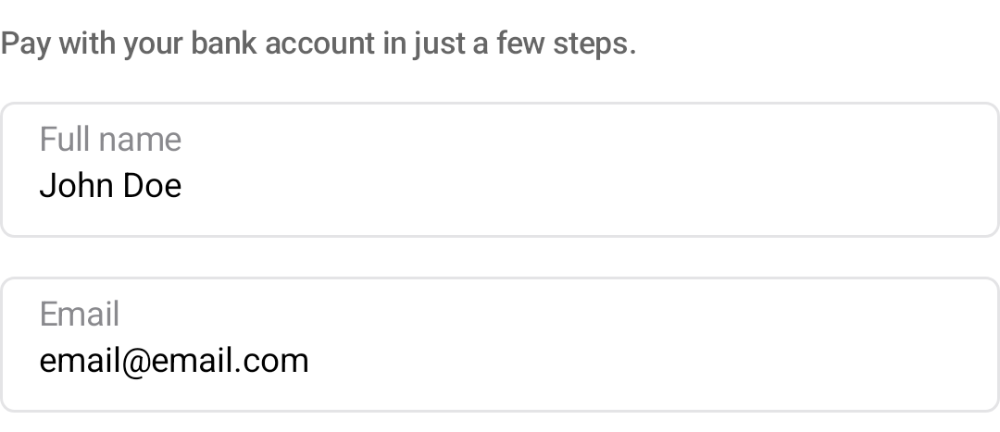 Pay with your bank account in just a few steps.
Full name
John Doe
Email
email@email.com